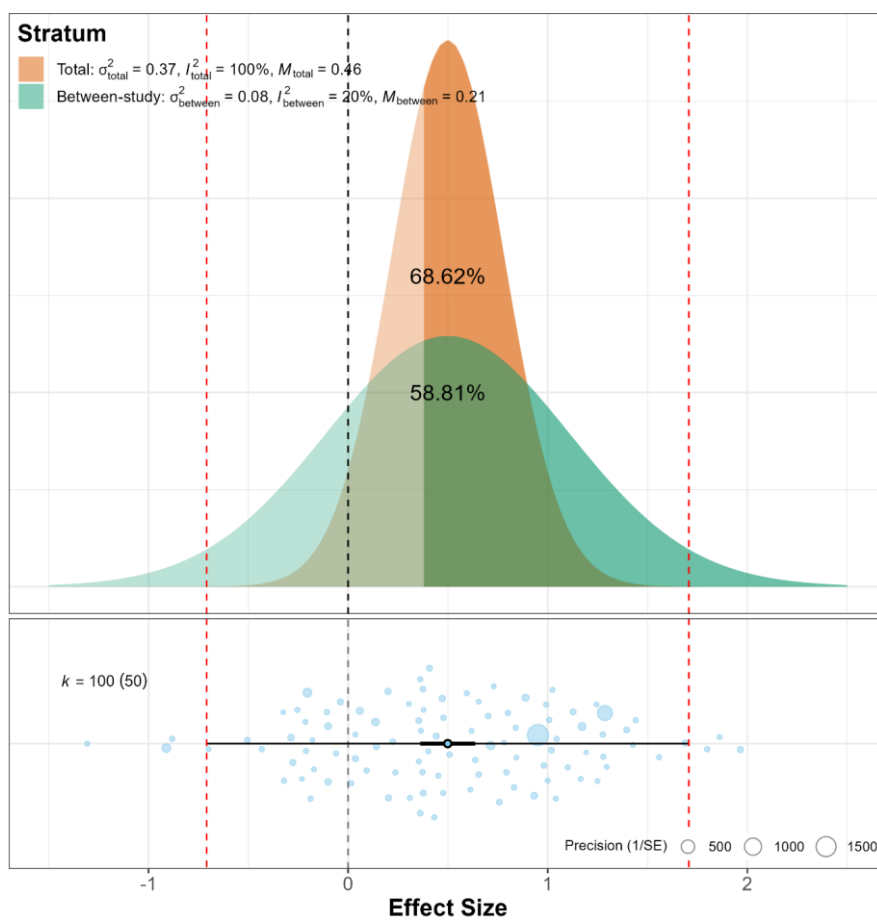 Stratum
Total: σ²total = 0.37, I²total = 100%, Mtotal = 0.46
Between-study: σ²between = 0.08, I²between = 20%, Mbetween = 0.21
68.62%
58.81%
k = 100 (50)
Precision (1/SE) 500 1000 1500
-1 0 1 2
Effect Size